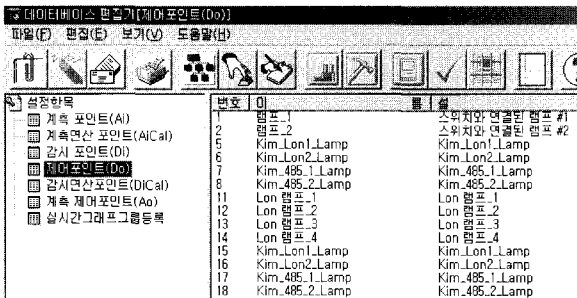 데이터베이스 편집기[제어포인트(Do)]
파일(F) 편집(E) 보기(V) 도움말(H)
설정항목
계측 포인트(Ai)
계측연산 포인트(AiCal)
감시 포인트(Di)
제어포인트(Do)
감시연산포인트(DiCal)
계측 제어포인트(Ao)
실시간그래프그룹등록
번호 이 름 설
1 램프_1 스위치와 연결된 램프 #1
2 램프_2 스위치와 연결된 램프 #2
5 Kim_Lon1_Lamp Kim_Lon1_Lamp
6 Kim_Lon2_Lamp Kim_Lon2_Lamp
7 Kim_485_1_Lamp Kim_485_1_Lamp
8 Kim_485_2_Lamp Kim_485_2_Lamp
11 Lon 램프_1 Lon 램프_1
12 Lon 램프_2 Lon 램프_2
13 Lon 램프_3 Lon 램프_3
14 Lon 램프_4 Lon 램프_4
15 Kim_Lon1_Lamp Kim_Lon1_Lamp
16 Kim_Lon2_Lamp Kim_Lon2_Lamp
17 Kim_485_1_Lamp Kim_485_1_Lamp
18 Kim_485_2_Lamp Kim_485_2_Lamp